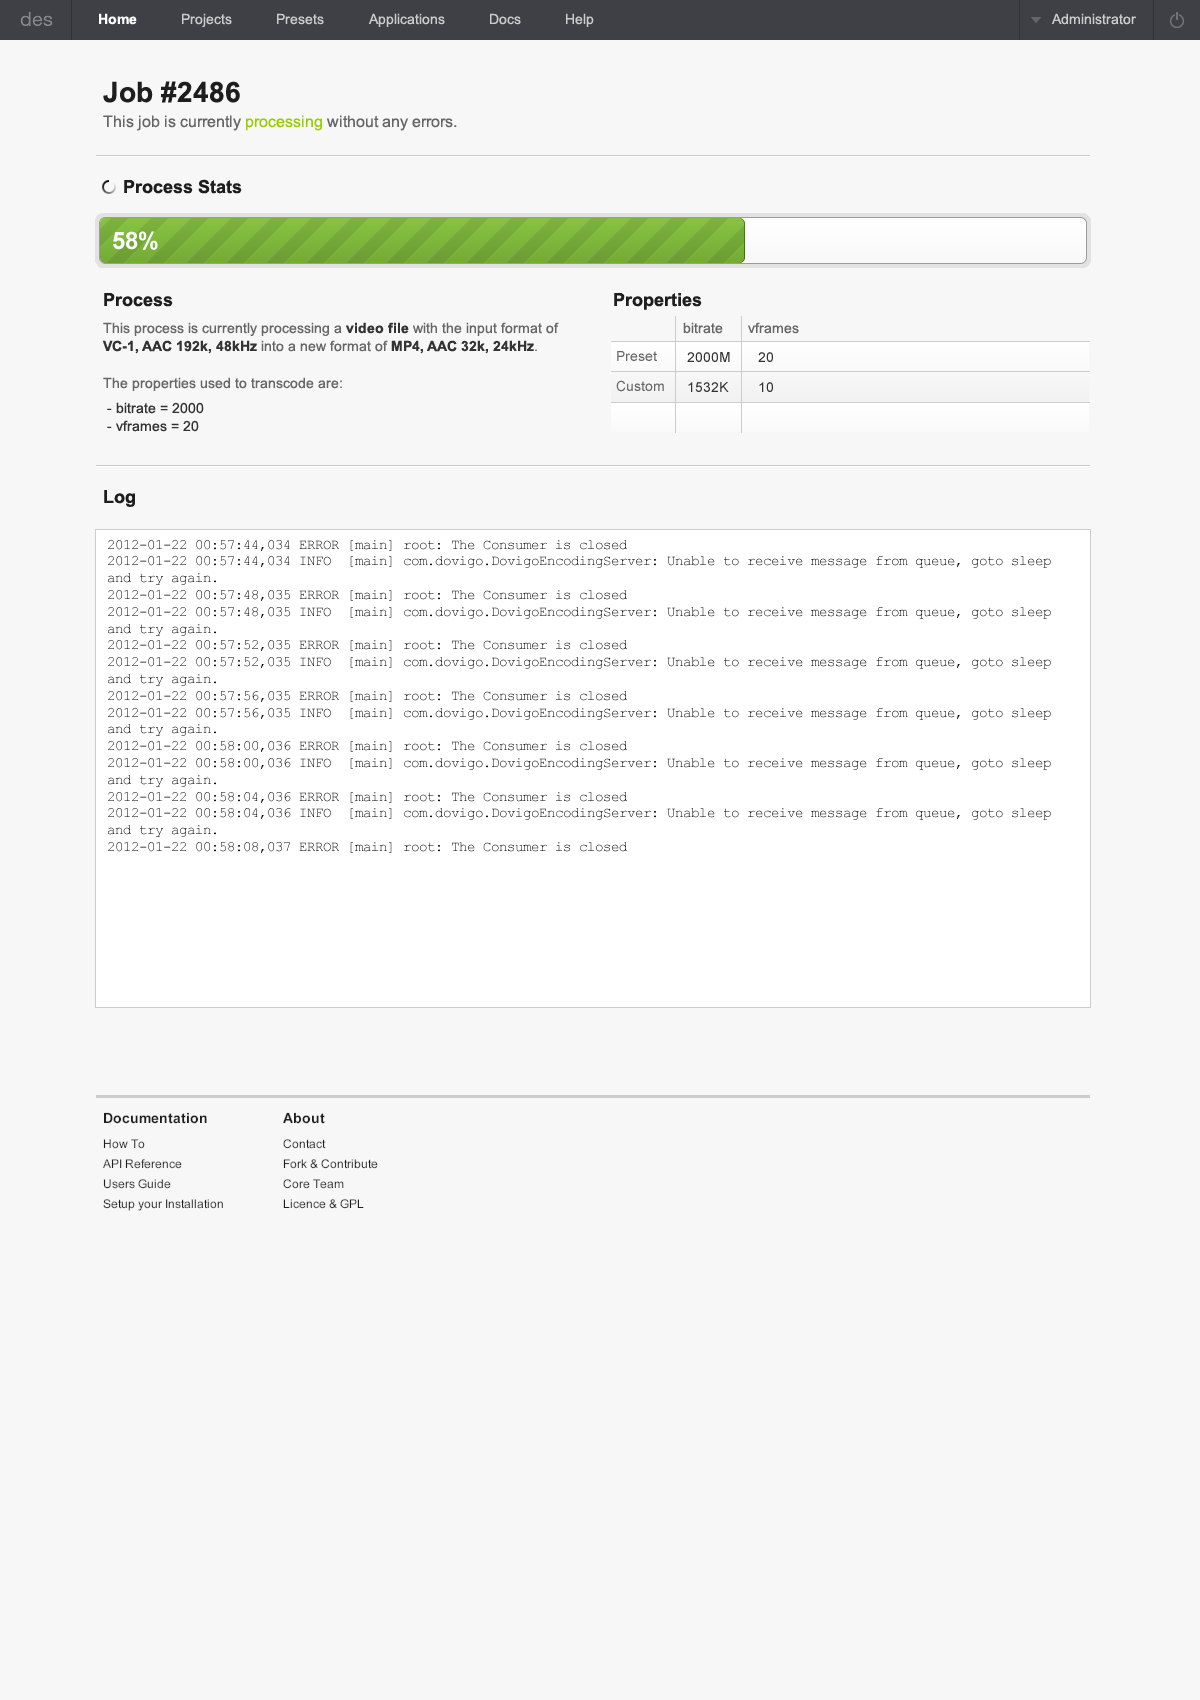 des Home Projects Presets Applications Docs Help Administrator
Job #2486
This job is currently processing without any errors.
Process Stats
58%
Process
This process is currently processing a video file with the input format of
VC-1, AAC 192k, 48kHz into a new format of MP4, AAC 32k, 24kHz.
The properties used to transcode are:
- bitrate = 2000
- vframes = 20
Properties
bitrate vframes
Preset 2000M 20
Custom 1532K 10
Log
2012-01-22 00:57:44,034 ERROR [main] root: The Consumer is closed
2012-01-22 00:57:44,034 INFO  [main] com.dovigo.DovigoEncodingServer: Unable to receive message from queue, goto sleep
and try again.
2012-01-22 00:57:48,035 ERROR [main] root: The Consumer is closed
2012-01-22 00:57:48,035 INFO  [main] com.dovigo.DovigoEncodingServer: Unable to receive message from queue, goto sleep
and try again.
2012-01-22 00:57:52,035 ERROR [main] root: The Consumer is closed
2012-01-22 00:57:52,035 INFO  [main] com.dovigo.DovigoEncodingServer: Unable to receive message from queue, goto sleep
and try again.
2012-01-22 00:57:56,035 ERROR [main] root: The Consumer is closed
2012-01-22 00:57:56,035 INFO  [main] com.dovigo.DovigoEncodingServer: Unable to receive message from queue, goto sleep
and try again.
2012-01-22 00:58:00,036 ERROR [main] root: The Consumer is closed
2012-01-22 00:58:00,036 INFO  [main] com.dovigo.DovigoEncodingServer: Unable to receive message from queue, goto sleep
and try again.
2012-01-22 00:58:04,036 ERROR [main] root: The Consumer is closed
2012-01-22 00:58:04,036 INFO  [main] com.dovigo.DovigoEncodingServer: Unable to receive message from queue, goto sleep
and try again.
2012-01-22 00:58:08,037 ERROR [main] root: The Consumer is closed
Documentation
How To
API Reference
Users Guide
Setup your Installation
About
Contact
Fork & Contribute
Core Team
Licence & GPL